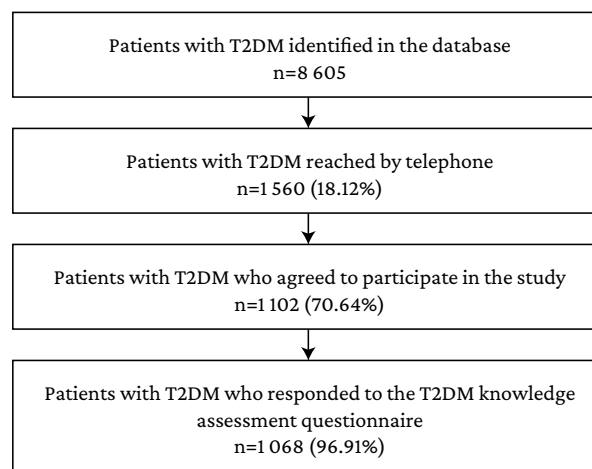 Patients with T2DM identified in the database
n=8 605
Patients with T2DM reached by telephone
n=1 560 (18.12%)
Patients with T2DM who agreed to participate in the study
n=1 102 (70.64%)
Patients with T2DM who responded to the T2DM knowledge
assessment questionnaire
n=1 068 (96.91%)